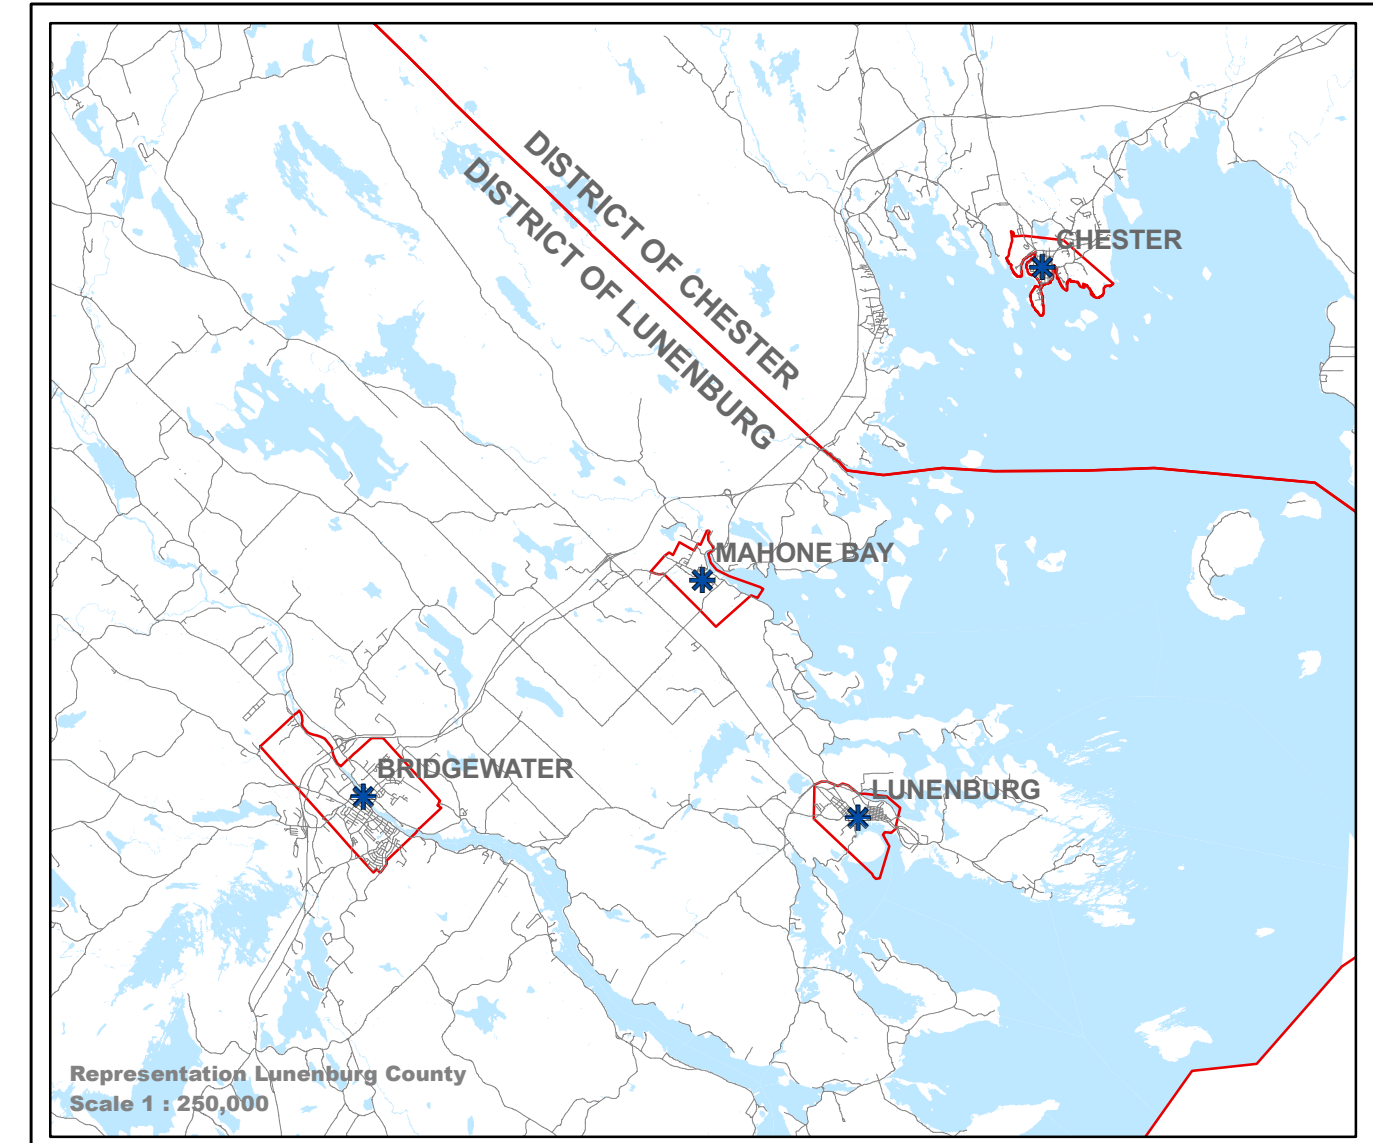 DISTRICT OF CHESTER
DISTRICT OF LUNENBURG
CHESTER
MAHONE BAY
BRIDGEWATER
LUNENBURG
Representation Lunenburg County
Scale 1 : 250,000